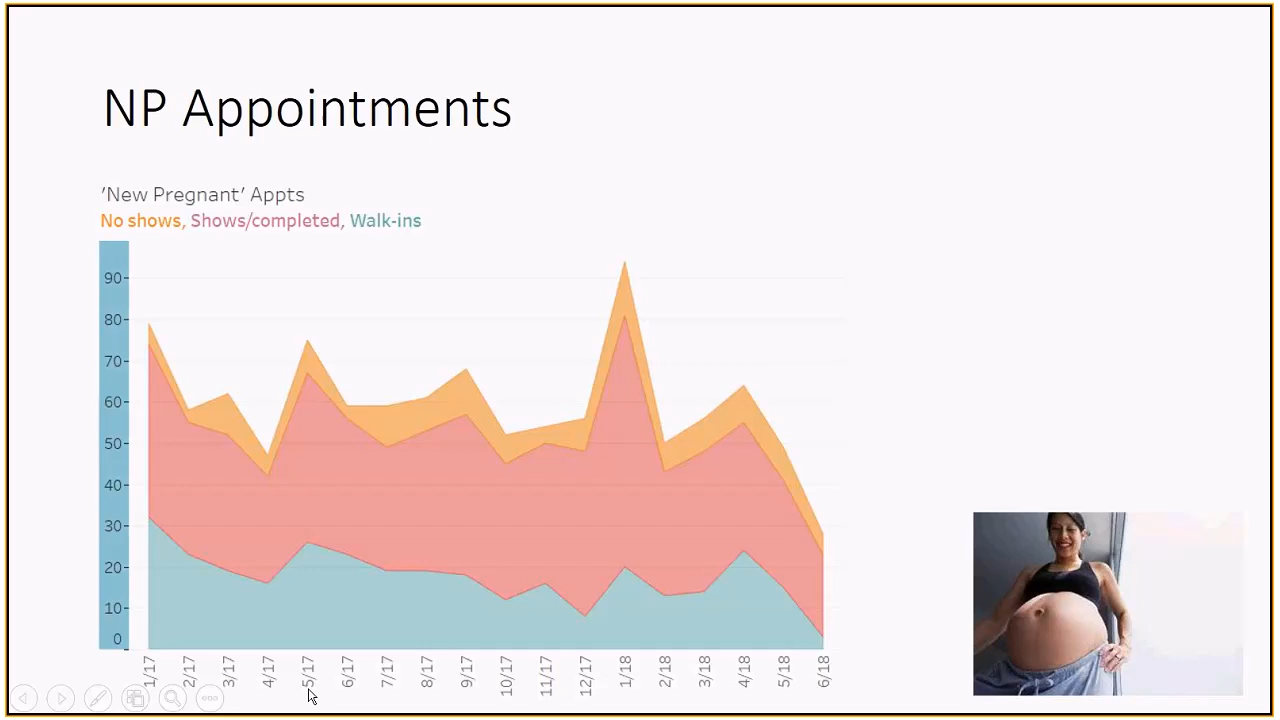 NP Appointments
’New Pregnant’ Appts
No shows, Shows/completed, Walk-ins
90
80
70
60
50
40
30
20
10
0
1/17 2/17 3/17 4/17 5/17 6/17 7/17 8/17 9/17 10/17 11/17 12/17 1/18 2/18 3/18 4/18 5/18 6/18